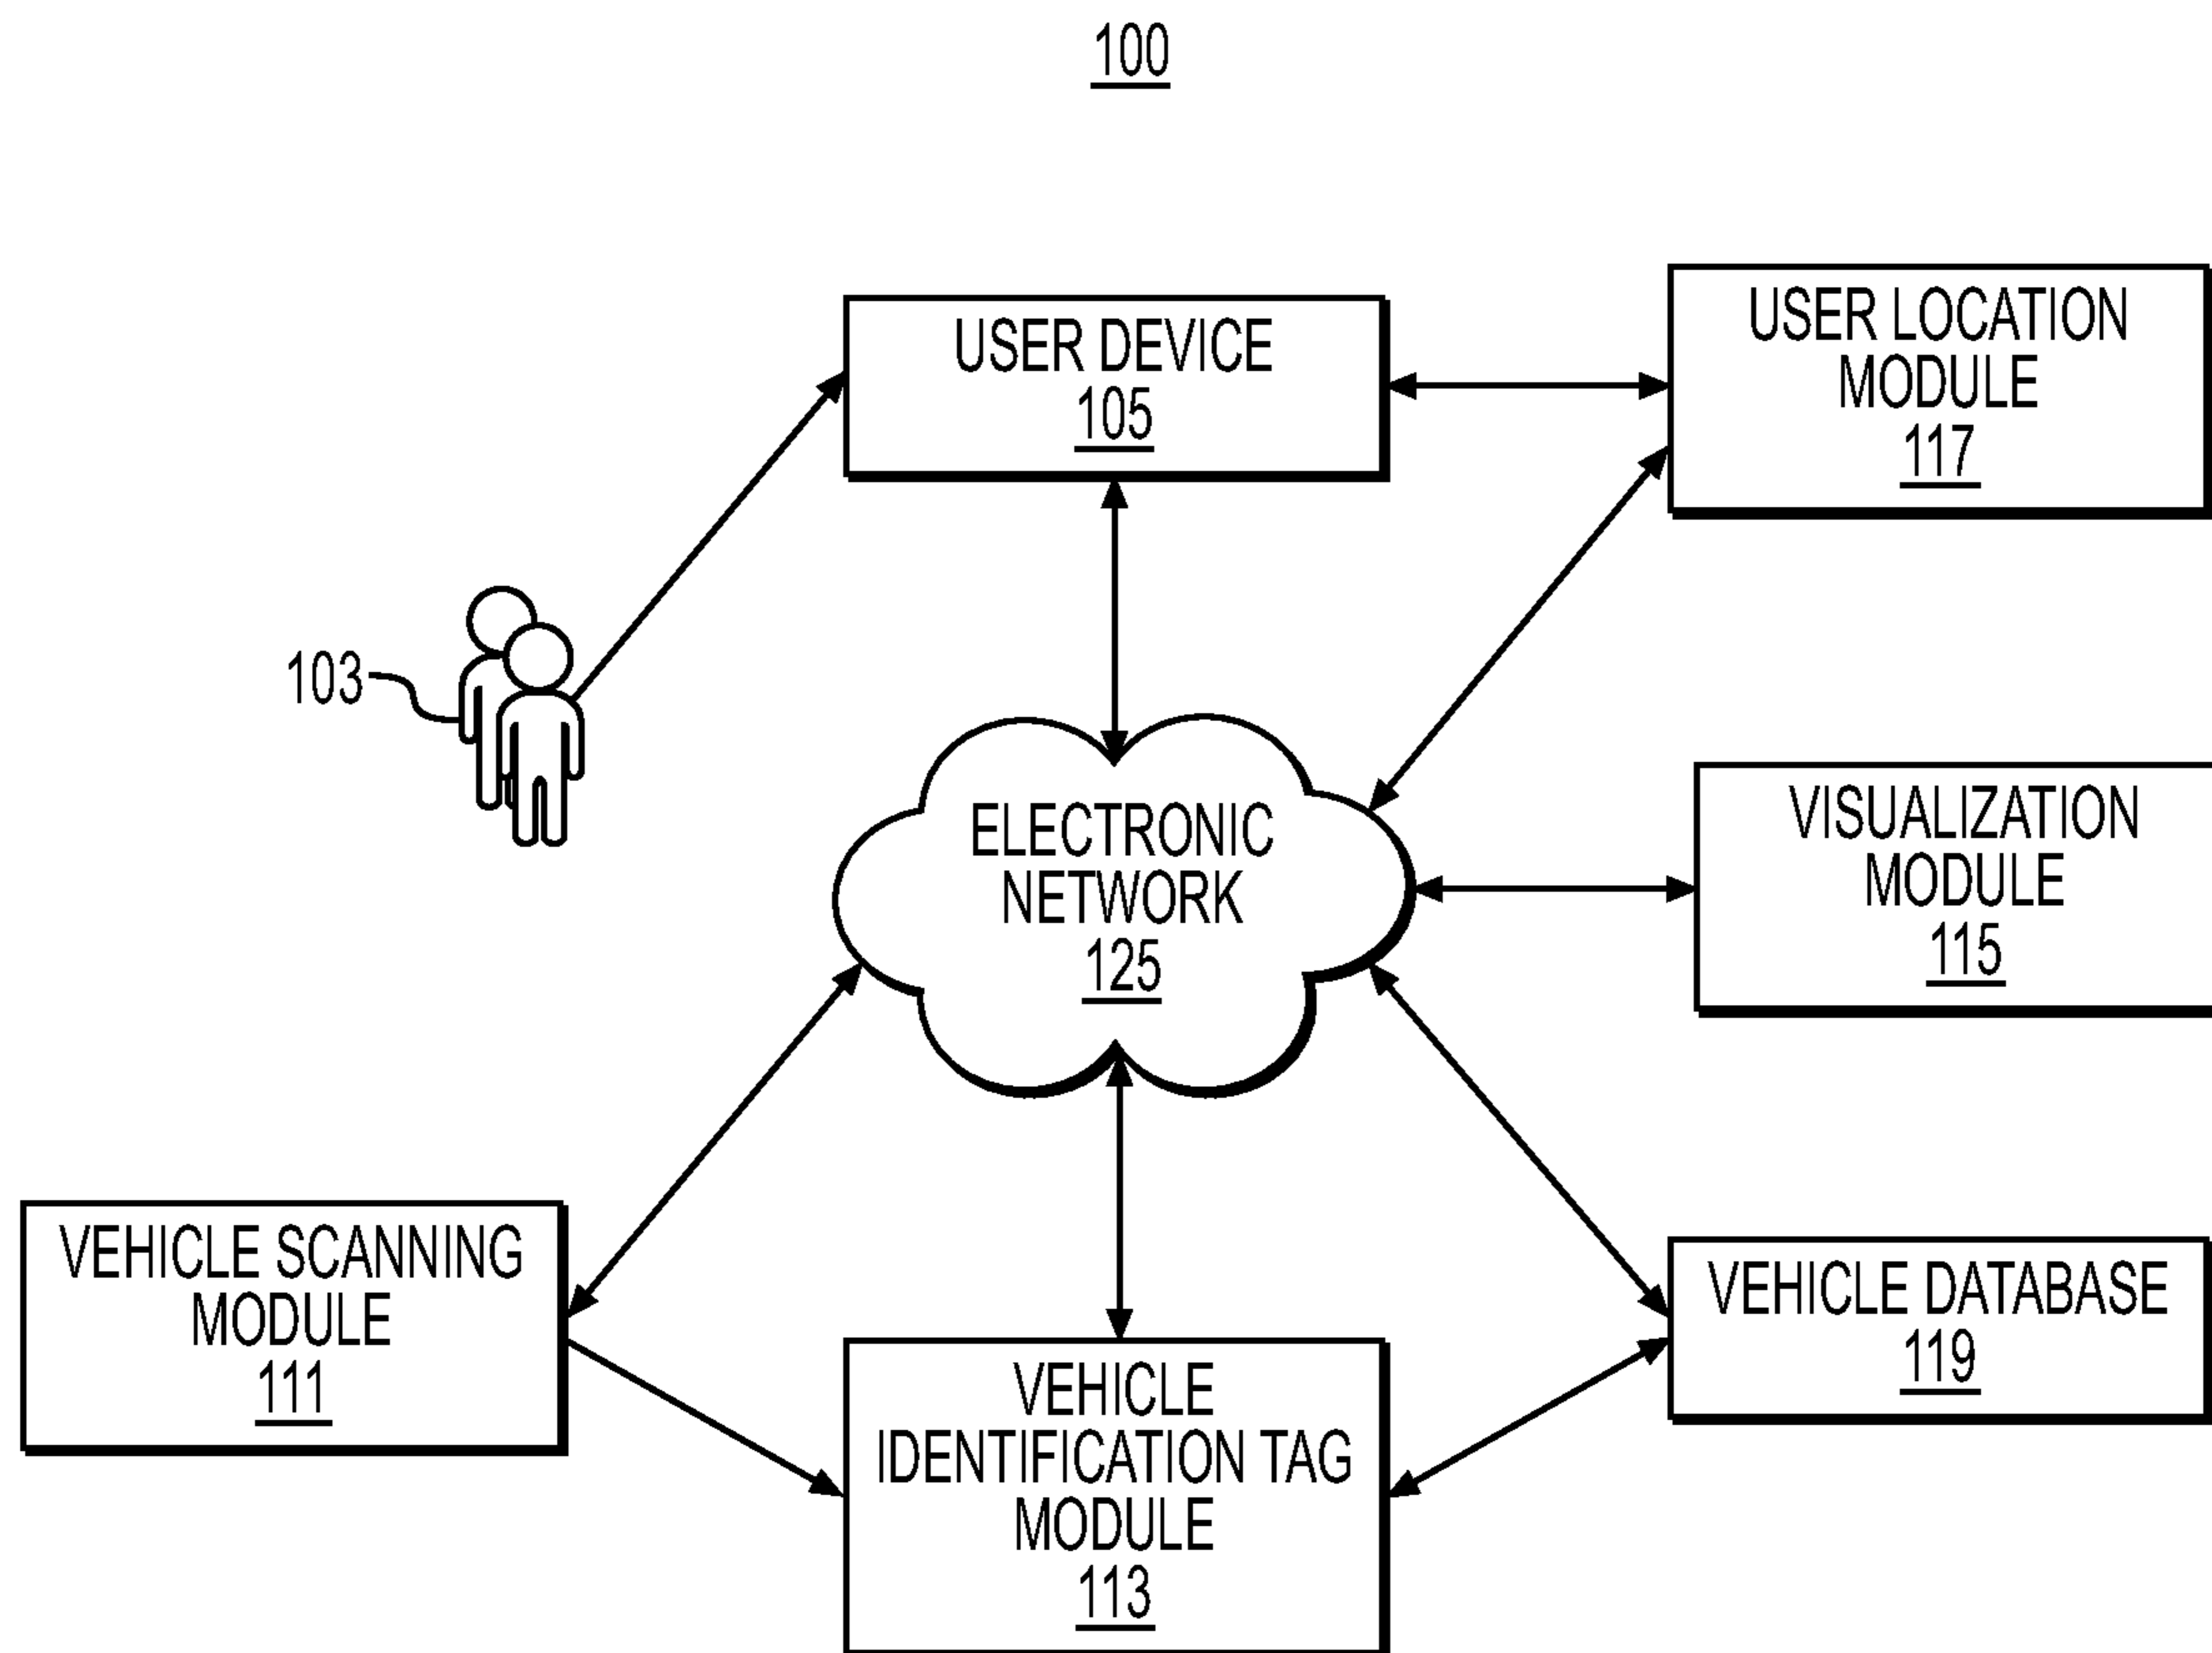 100
USER DEVICE
105
USER LOCATION
MODULE
117
103
ELECTRONIC
NETWORK
125
VISUALIZATION
MODULE
115
VEHICLE SCANNING
MODULE
111
VEHICLE
IDENTIFICATION TAG
MODULE
113
VEHICLE DATABASE
119